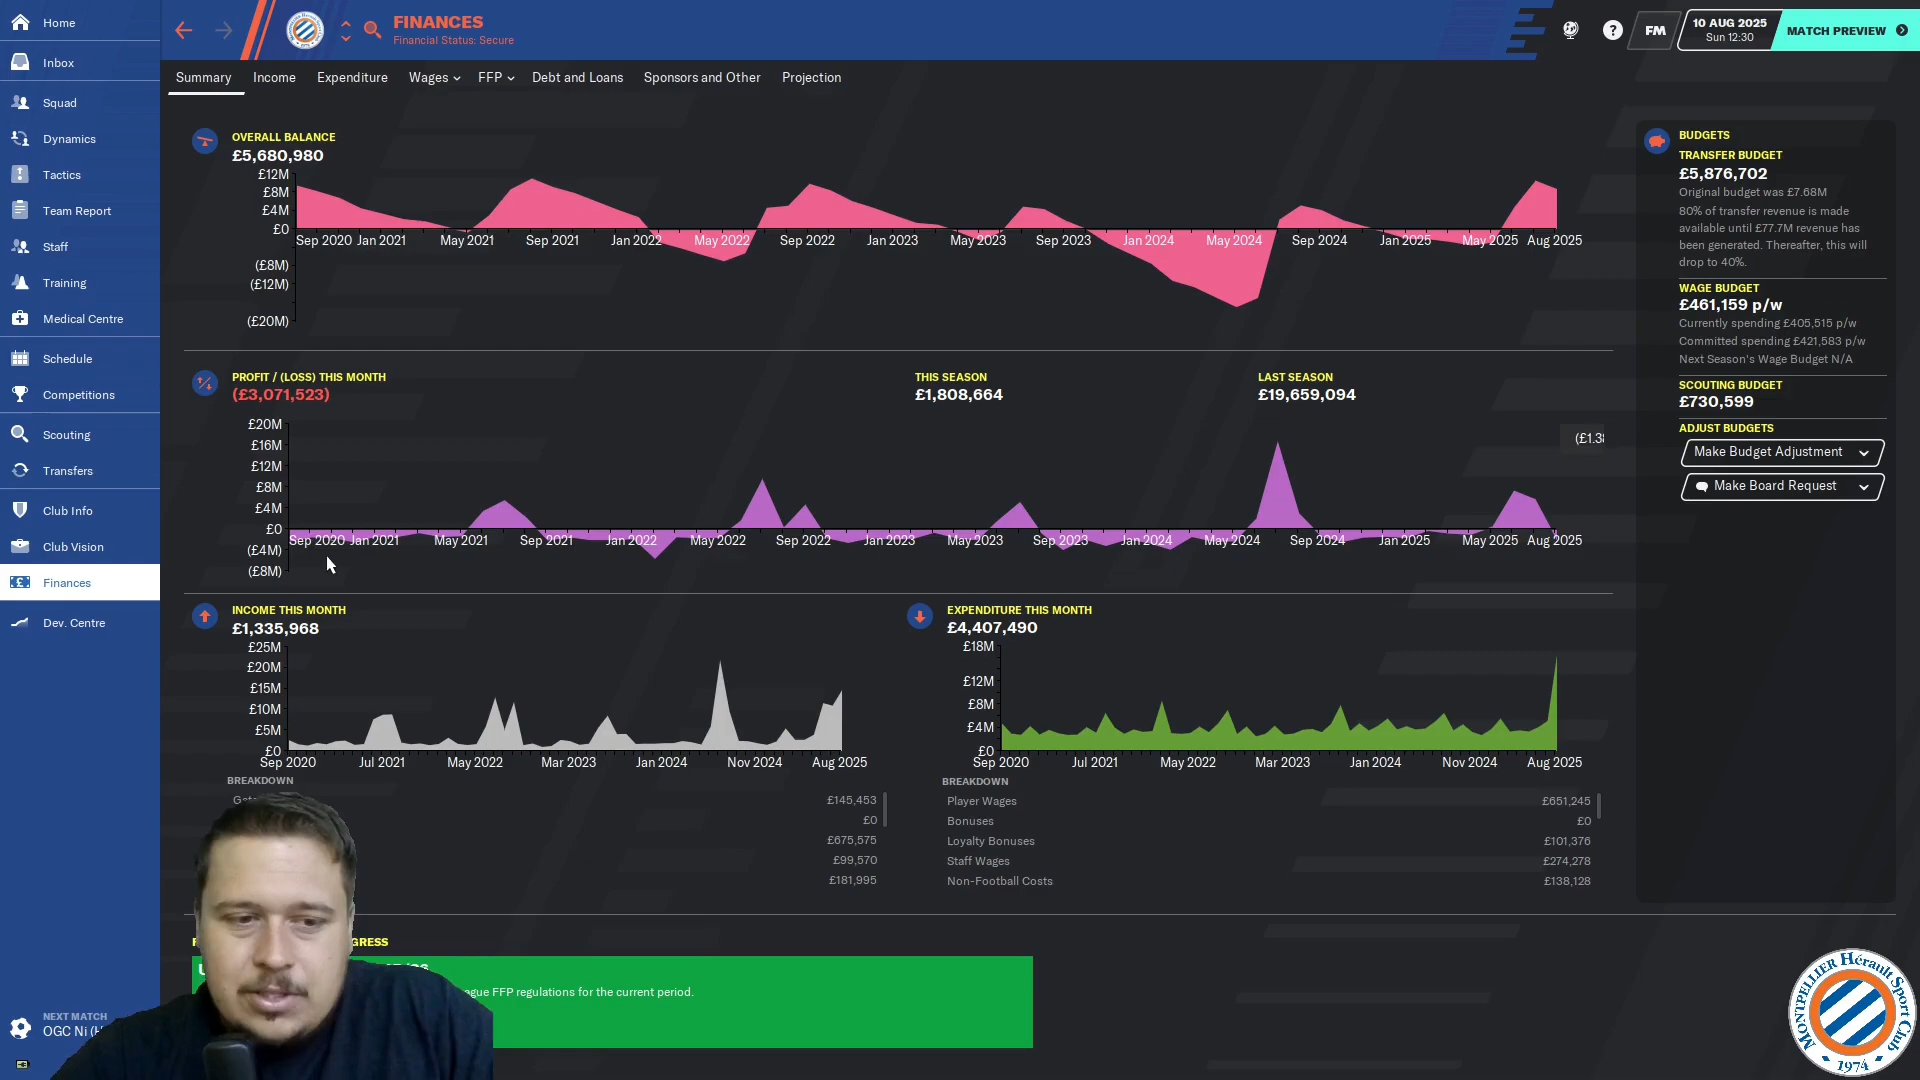 Home
Inbox
Squad
Dynamics
Tactics
Team Report
Staff
Training
Medical Centre
Schedule
Competitions
Scouting
Transfers
Club Info
Club Vision
Finances
Dev. Centre
NEXT MATCH
OGC Ni (H
FINANCES
Financial Status: Secure
?
FM
10 AUG 2025
Sun 12:30
MATCH PREVIEW
Summary Income Expenditure Wages FFP Debt and Loans Sponsors and Other Projection
OVERALL BALANCE
£5,680,980
£12M
£8M
£4M
£0
(£8M)
(£12M)
(£20M)
Sep 2020 Jan 2021 May 2021 Sep 2021 Jan 2022 May 2022 Sep 2022 Jan 2023 May 2023 Sep 2023 Jan 2024 May 2024 Sep 2024 Jan 2025 May 2025 Aug 2025
PROFIT / (LOSS) THIS MONTH
(£3,071,523)
THIS SEASON
£1,808,664
LAST SEASON
£19,659,094
£20M
£16M
£12M
£8M
£4M
£0
(£4M)
(£8M)
(£1.38
Sep 2020 Jan 2021 May 2021 Sep 2021 Jan 2022 May 2022 Sep 2022 Jan 2023 May 2023 Sep 2023 Jan 2024 May 2024 Sep 2024 Jan 2025 May 2025 Aug 2025
INCOME THIS MONTH
£1,335,968
£25M
£20M
£15M
£10M
£5M
£0
Sep 2020 Jul 2021 May 2022 Mar 2023 Jan 2024 Nov 2024 Aug 2025
BREAKDOWN
£145,453
£0
£675,575
£99,570
£181,995
EXPENDITURE THIS MONTH
£4,407,490
£18M
£12M
£8M
£4M
£0
Sep 2020 Jul 2021 May 2022 Mar 2023 Jan 2024 Nov 2024 Aug 2025
BREAKDOWN
Player Wages £651,245
Bonuses £0
Loyalty Bonuses £101,376
Staff Wages £274,278
Non-Football Costs £138,128
GRESS
gue FFP regulations for the current period.
BUDGETS
TRANSFER BUDGET
£5,876,702
Original budget was £7.68M
80% of transfer revenue is made
available until £77.7M revenue has
been generated. Thereafter, this will
drop to 40%.
WAGE BUDGET
£461,159 p/w
Currently spending £405,515 p/w
Committed spending £421,583 p/w
Next Season's Wage Budget N/A
SCOUTING BUDGET
£730,599
ADJUST BUDGETS
Make Budget Adjustment
Make Board Request
MONTPELLIER Hérault Sport Club
1974